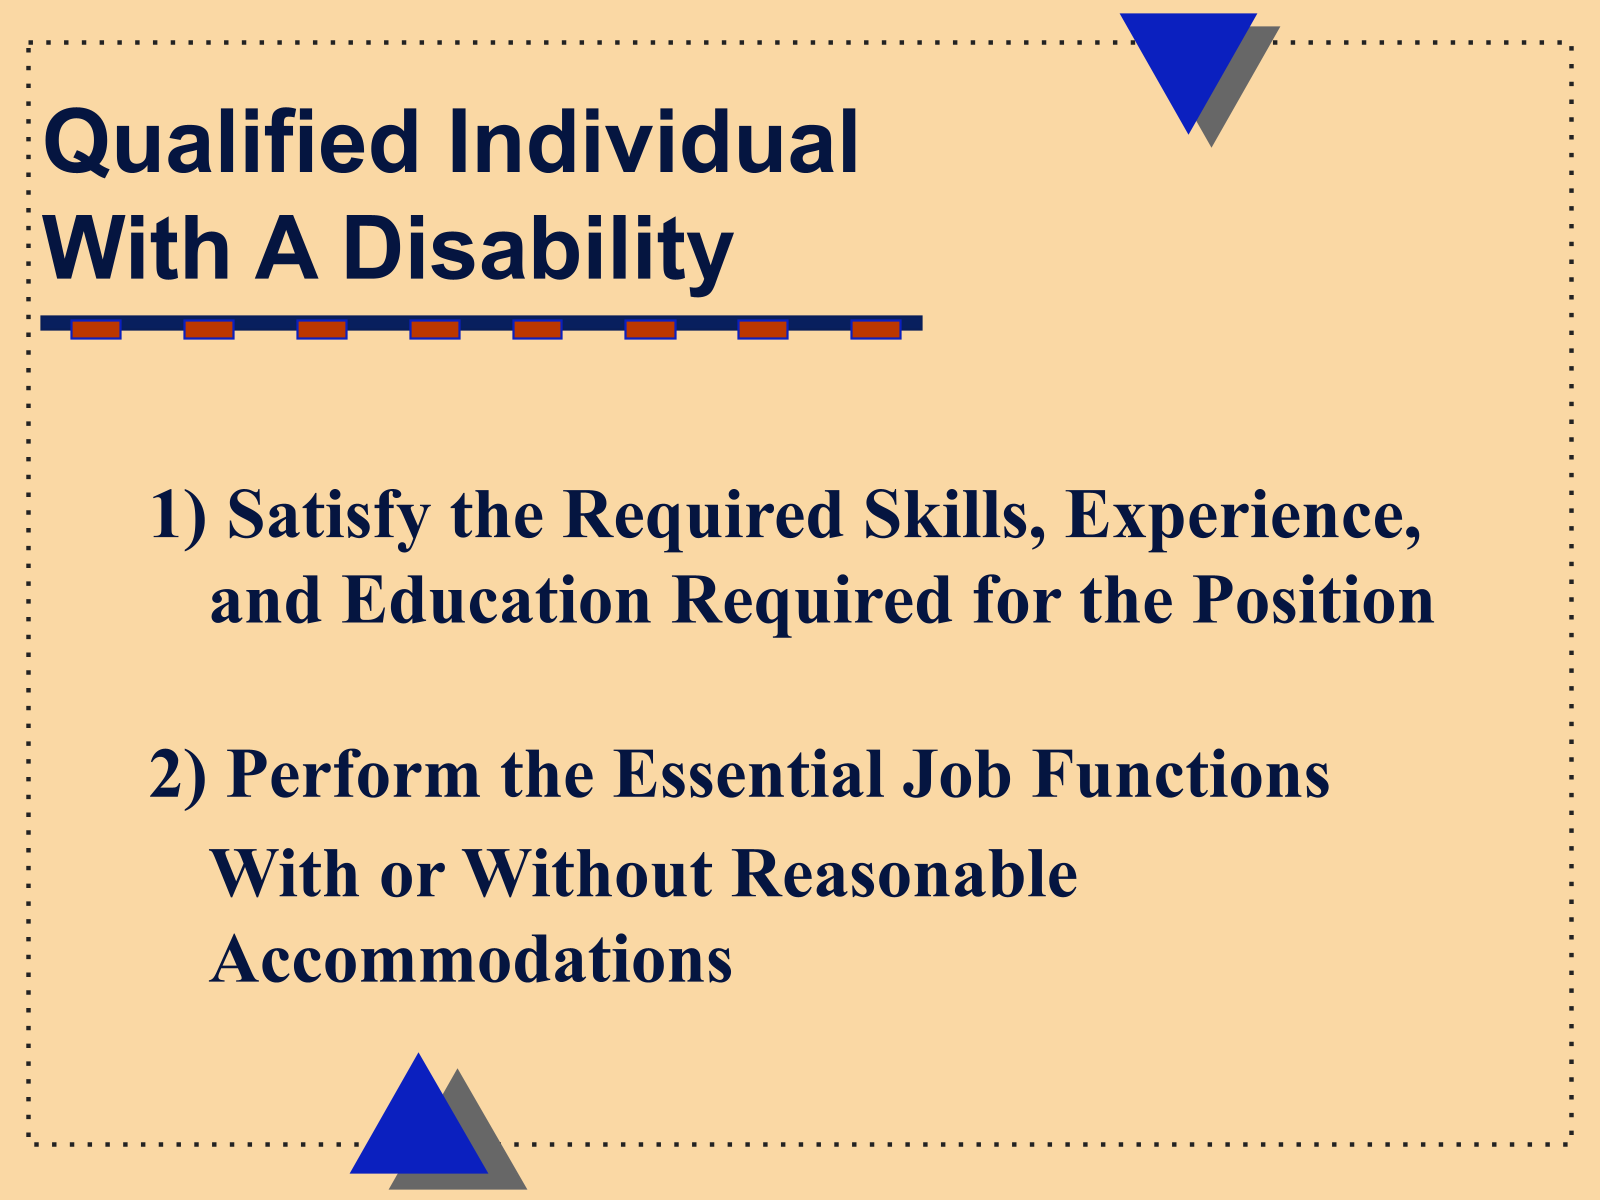 Qualified Individual
With A Disability
1) Satisfy the Required Skills, Experience,
and Education Required for the Position
2) Perform the Essential Job Functions
With or Without Reasonable
Accommodations